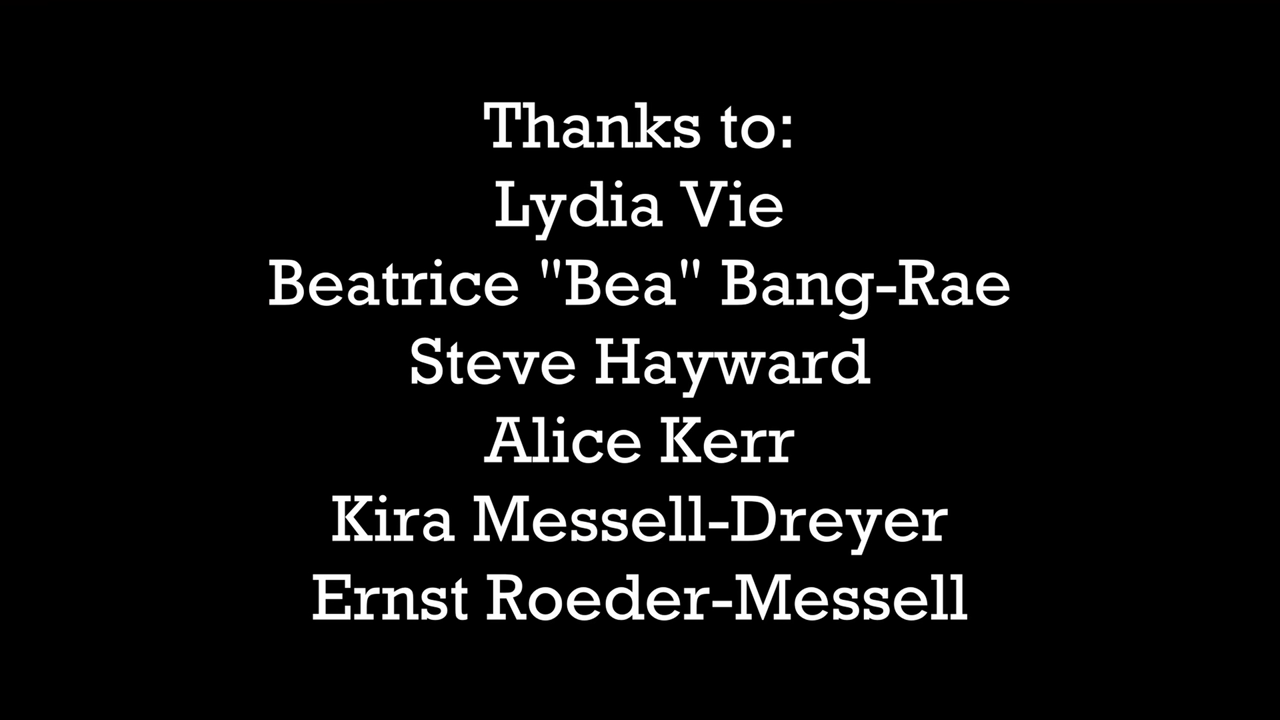 Thanks to:
Lydia Vie
Beatrice "Bea" Bang-Rae
Steve Hayward
Alice Kerr
Kira Messell-Dreyer
Ernst Roeder-Messell